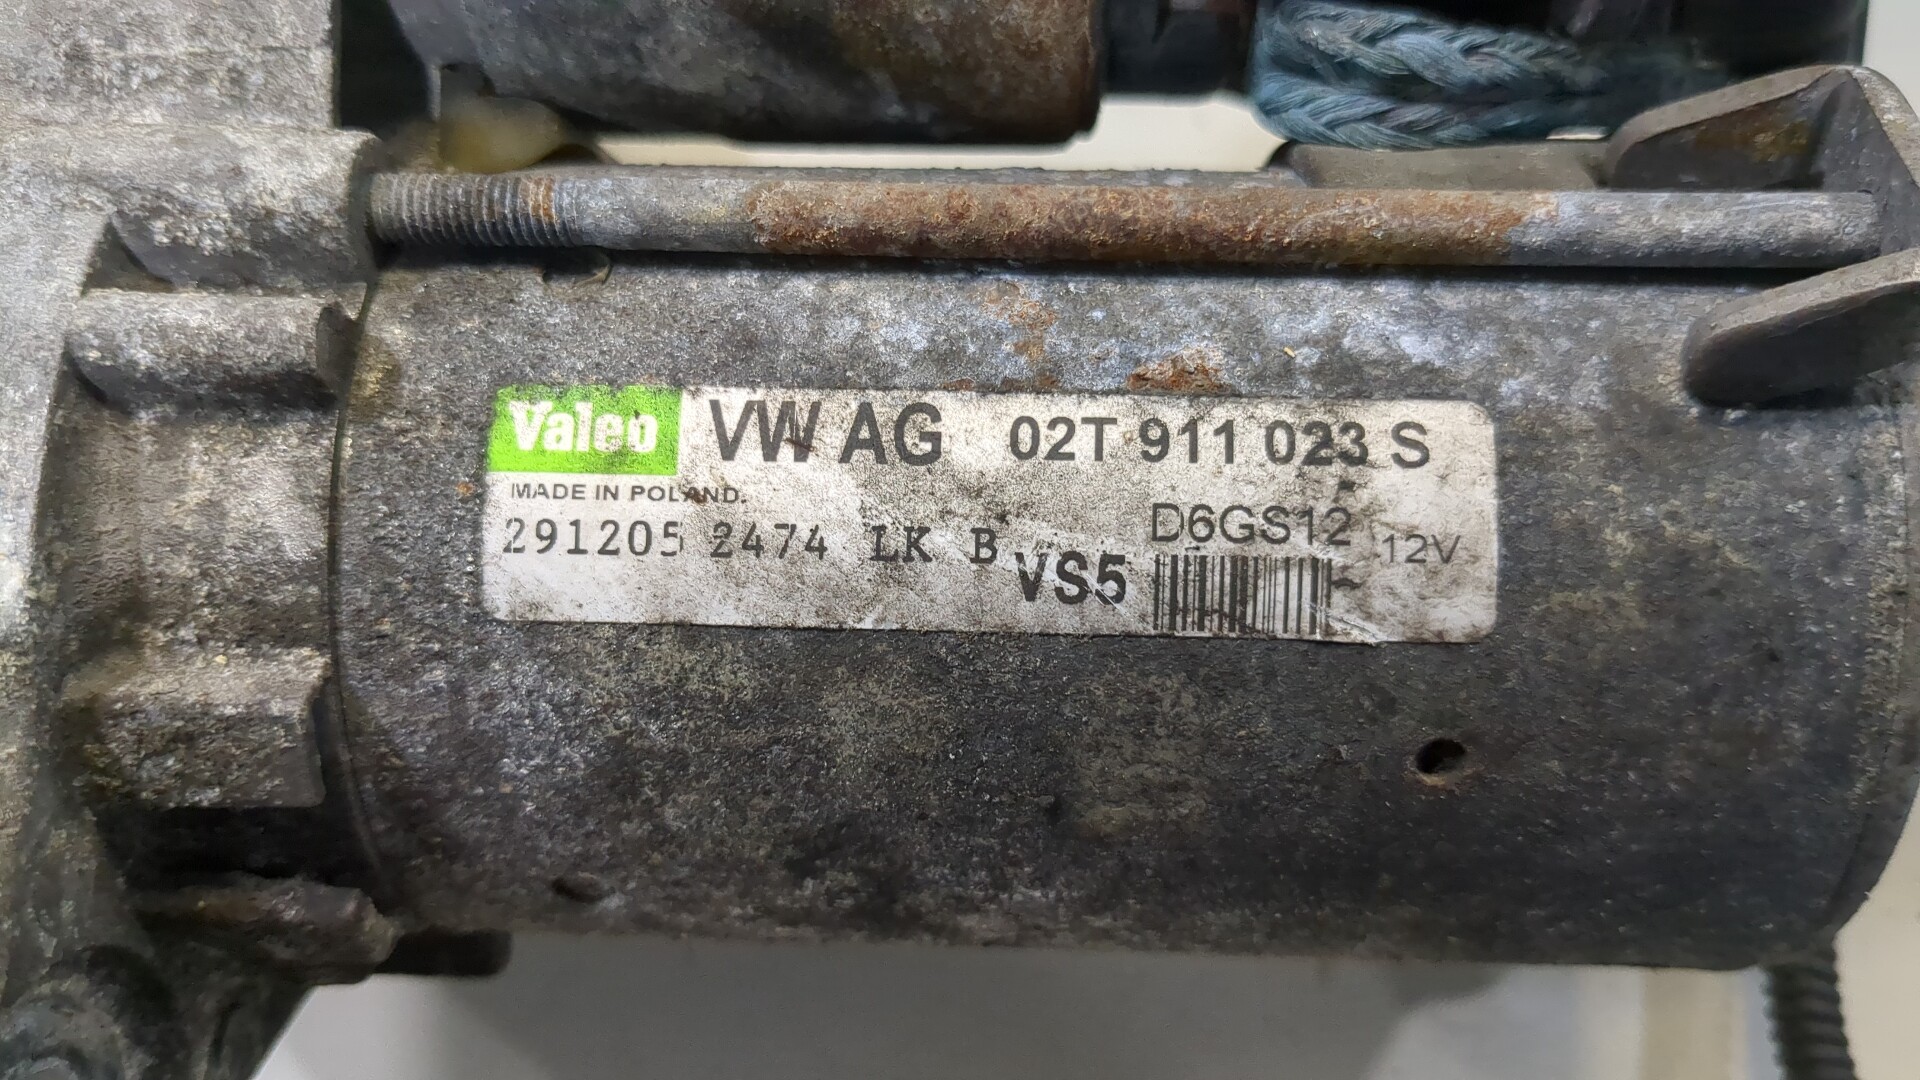 Valeo VW AG 02T 911 023 S
MADE IN POLAND.
291205 2474 LK B VS5 D6GS12 12V